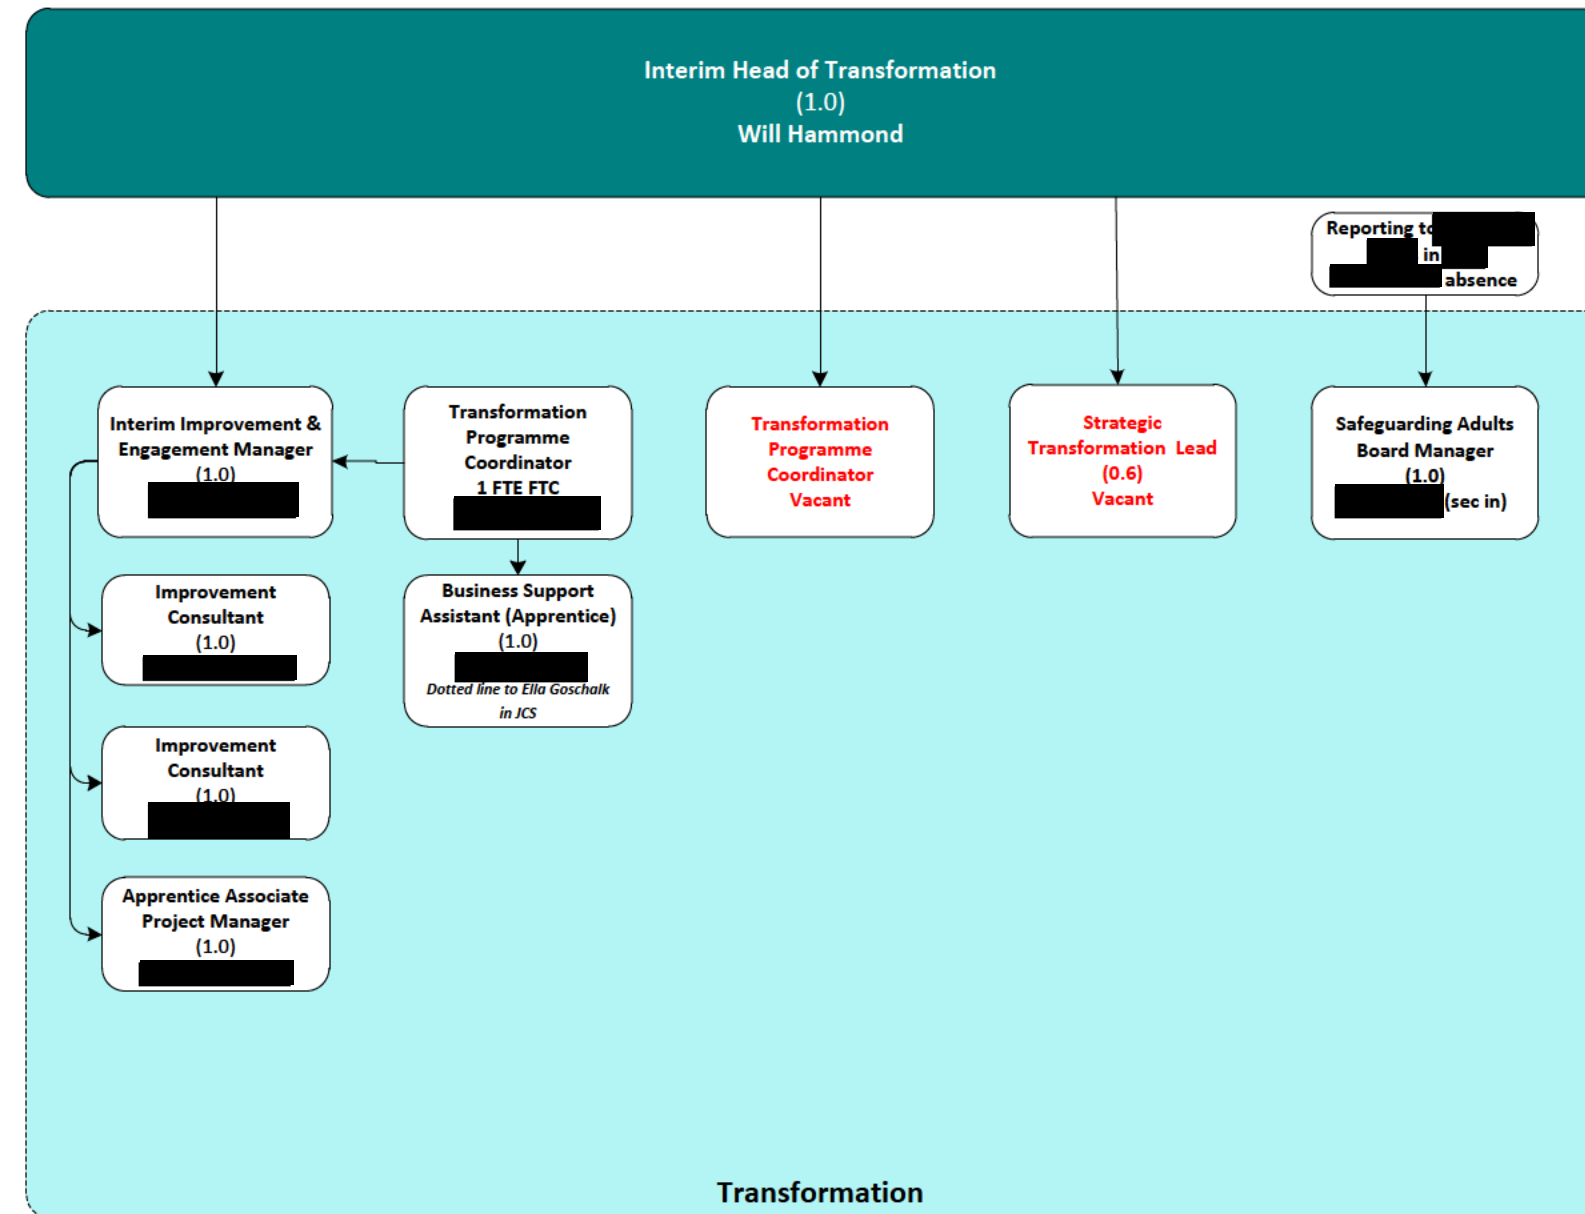 Interim Head of Transformation
(1.0)
Will Hammond
Reporting to
in
absence
Interim Improvement &
Engagement Manager
(1.0)
Transformation
Programme
Coordinator
1 FTE FTC
Transformation
Programme
Coordinator
Vacant
Strategic
Transformation Lead
(0.6)
Vacant
Safeguarding Adults
Board Manager
(1.0)
(sec in)
Improvement
Consultant
(1.0)
Business Support
Assistant (Apprentice)
(1.0)
Dotted line to Ella Goschalk
in JCS
Improvement
Consultant
(1.0)
Apprentice Associate
Project Manager
(1.0)
Transformation